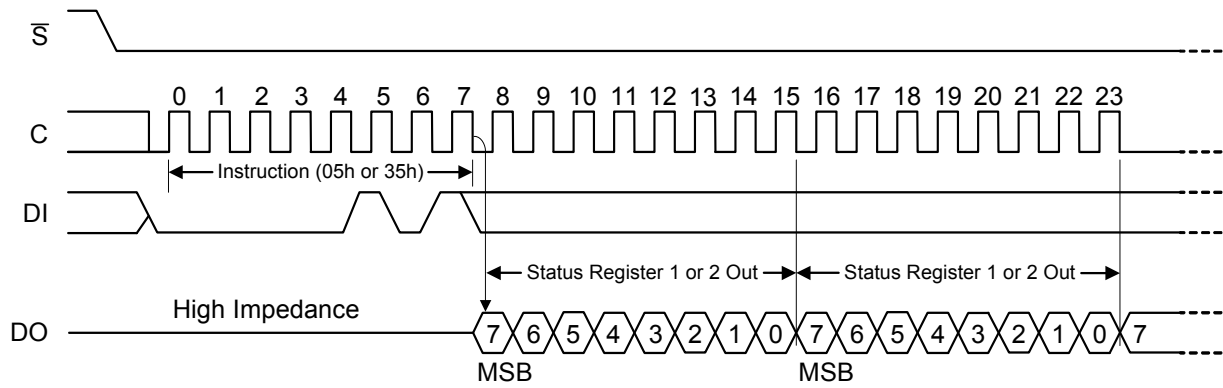 S̅
0 1 2 3 4 5 6 7 8 9 10 11 12 13 14 15 16 17 18 19 20 21 22 23
C
Instruction (05h or 35h)
DI
Status Register 1 or 2 Out Status Register 1 or 2 Out
High Impedance
DO 7 6 5 4 3 2 1 0 7 6 5 4 3 2 1 0 7
MSB MSB